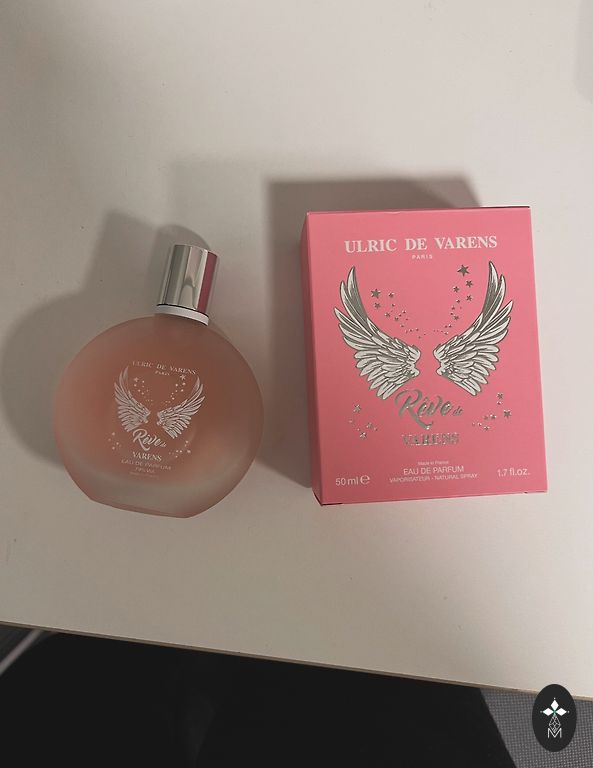 ULRIC DE VARENS
PARIS
Rêve de
VARENS
EAU DE PARFUM
ULRIC DE VARENS
PARIS
Rêve de
VARENS
Made in France
EAU DE PARFUM
VAPORISATEUR - NATURAL SPRAY
50 ml e
1.7 fl.oz.
M